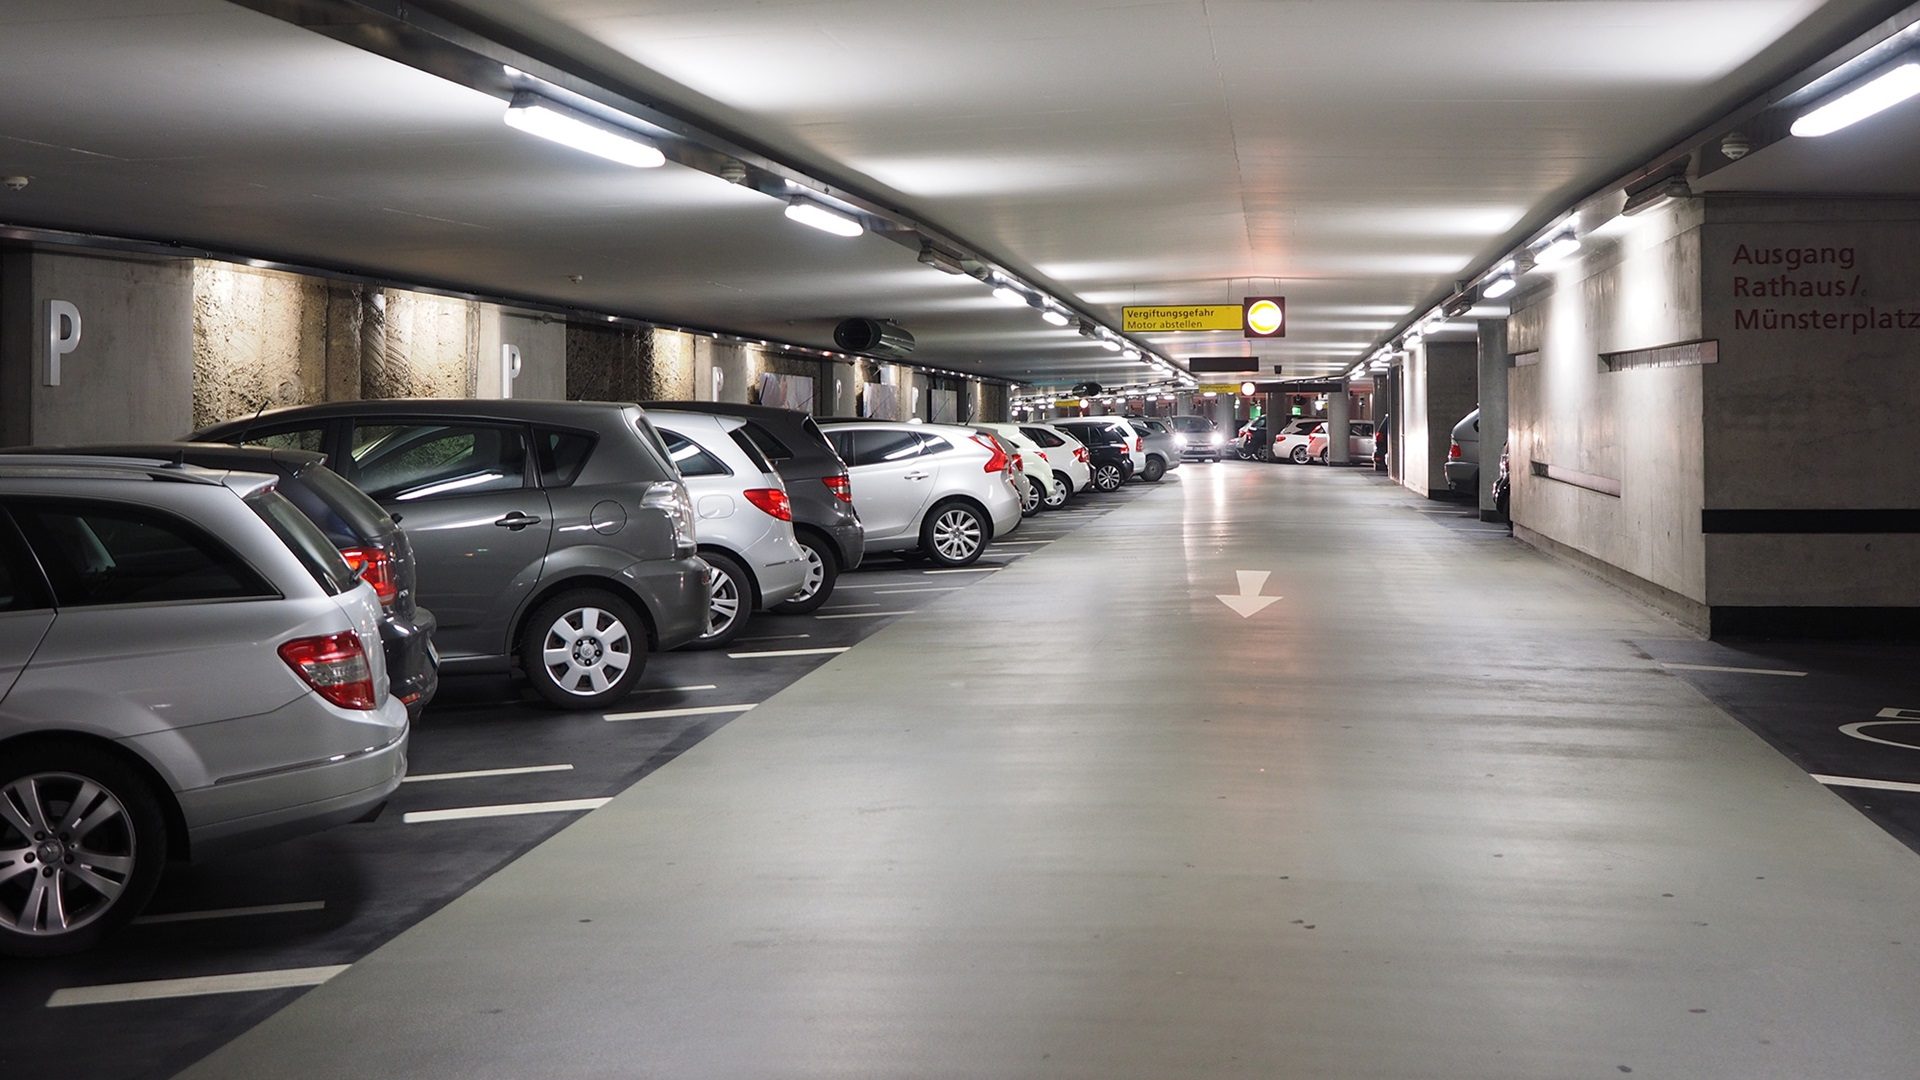 P
P
P
P
P
Vergiftungsgefahr
Motor abstellen
Ausgang
Rathaus/
Münsterplatz